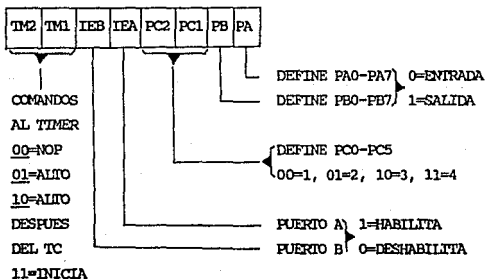 TM2 TM1 IEB IEA PC2 PC1 PB PA
DEFINE PA0-PA7 0=ENTRADA
DEFINE PB0-PB7 1=SALIDA
COMANDOS
AL TIMER
00=NOP
01=ALTO
10=ALTO
DESPUES
DEL TC
11=INICIA
DEFINE PC0-PC5
00=1, 01=2, 10=3, 11=4
PUERTO A 1=HABILITA
PUERTO B 0=DESHABILITA